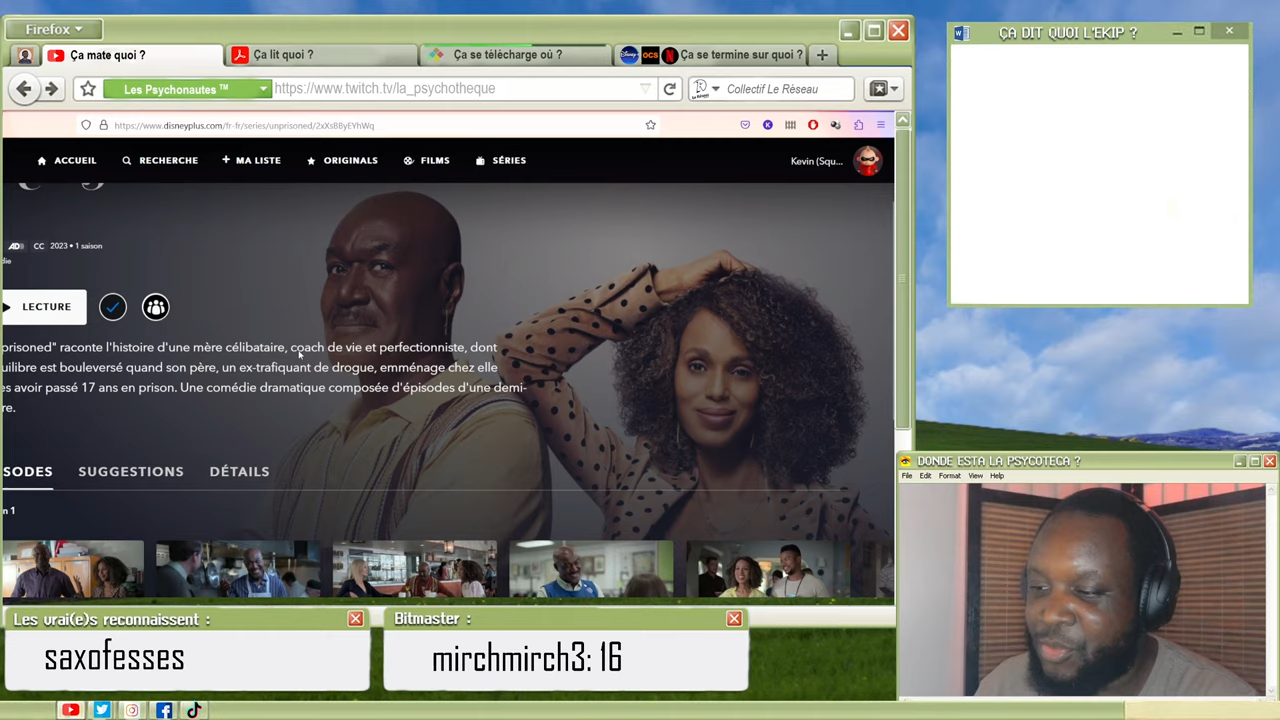 Firefox
ÇA DIT QUOI L'EKIP ?
Ça mate quoi ?
Ça lit quoi ?
Ça se télécharge où ?
Disney+
OCS
N
Ça se termine sur quoi ?
Les Psychonautes ™
https://www.twitch.tv/la_psychotheque
Collectif Le Réseau
https://www.disneyplus.com/fr-fr/series/unprisoned/2xXsBByEYhWq
ACCUEIL
RECHERCHE
MA LISTE
ORIGINALS
FILMS
SÉRIES
Kevin (Squ...
AD
CC
2023 • 1 saison
die
LECTURE
prisoned" raconte l'histoire d'une mère célibataire, coach de vie et perfectionniste, dont
uilibre est bouleversé quand son père, un ex-trafiquant de drogue, emménage chez elle
es avoir passé 17 ans en prison. Une comédie dramatique composée d'épisodes d'une demi-
re.
SODES
SUGGESTIONS
DÉTAILS
n 1
DONDE ESTA LA PSYCOTECA ?
File
Edit
Format
View
Help
Les vrai(e)s reconnaissent :
saxofesses
Bitmaster :
mirchmirch3: 16